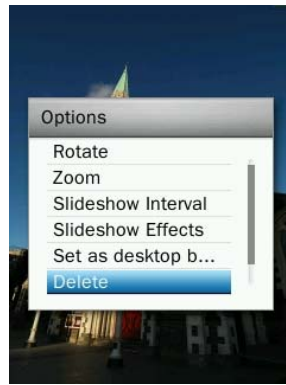 Options
Rotate
Zoom
Slideshow Interval
Slideshow Effects
Set as desktop b...
Delete